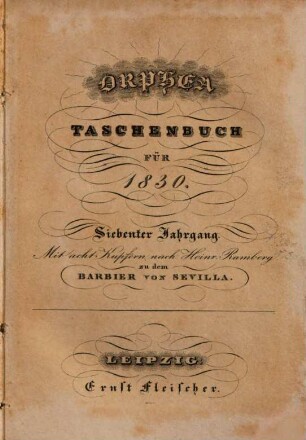 ORPHEA
TASCHENBUCH
FÜR
1830.
Siebenter Jahrgang
Mit acht Kupfern nach Heinr. Ramberg
zu dem
BARBIER VON SEVILLA.
LEIPZIG
Ernst Fleischer.